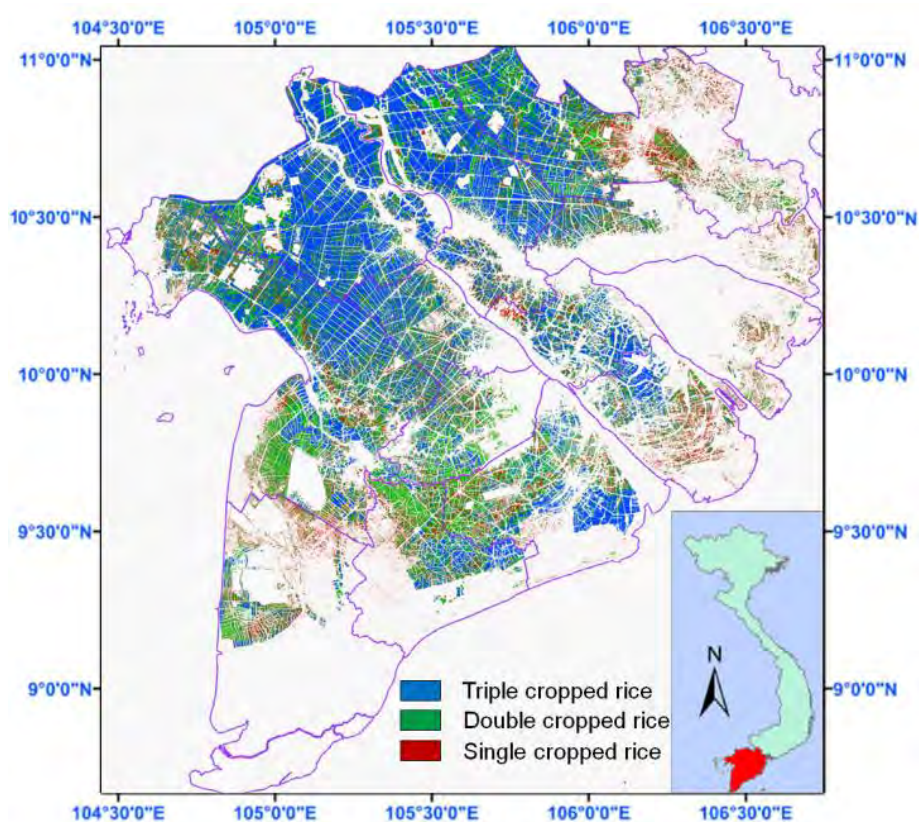 104°30'0"E 105°0'0"E 105°30'0"E 106°0'0"E 106°30'0"E
11°0'0"N 11°0'0"N
10°30'0"N 10°30'0"N
10°0'0"N 10°0'0"N
9°30'0"N 9°30'0"N
9°0'0"N 9°0'0"N
N
Triple cropped rice
Double cropped rice
Single cropped rice
104°30'0"E 105°0'0"E 105°30'0"E 106°0'0"E 106°30'0"E